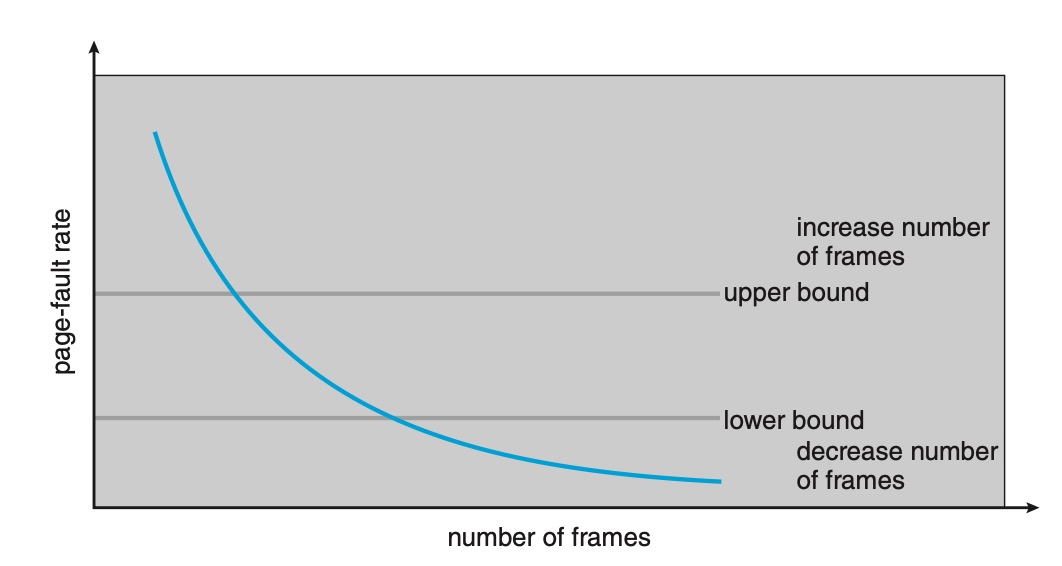 page-fault rate
increase number
of frames
upper bound
lower bound
decrease number
of frames
number of frames